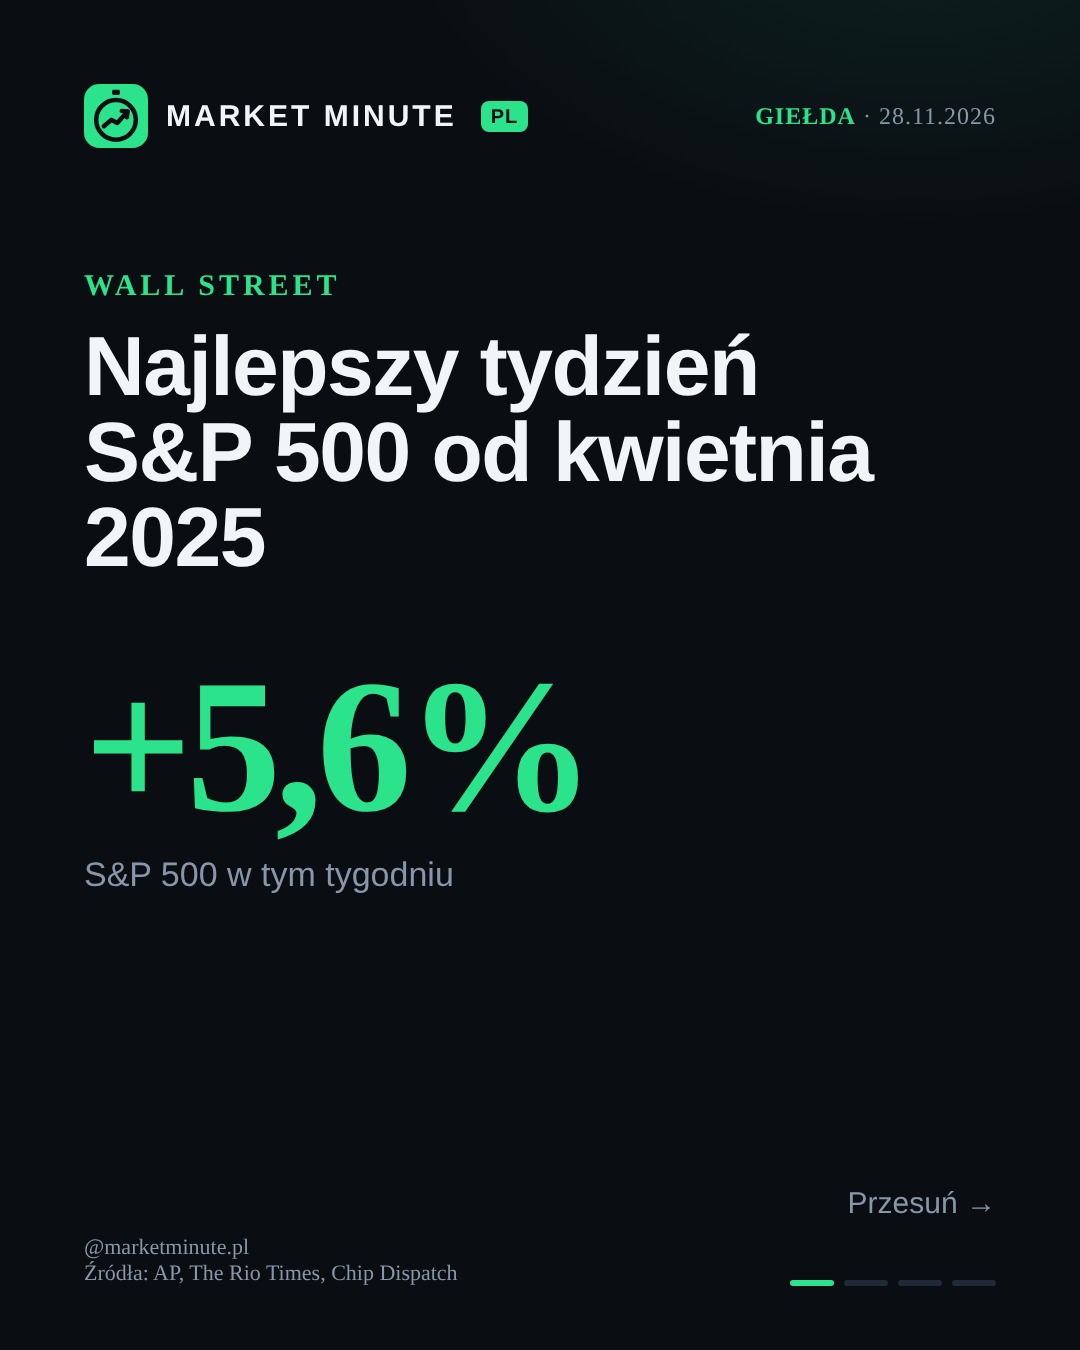 MARKET MINUTE PL
GIEŁDA · 28.11.2026
WALL STREET
Najlepszy tydzień
S&P 500 od kwietnia
2025
+5,6%
S&P 500 w tym tygodniu
Przesuń →
@marketminute.pl
Źródła: AP, The Rio Times, Chip Dispatch